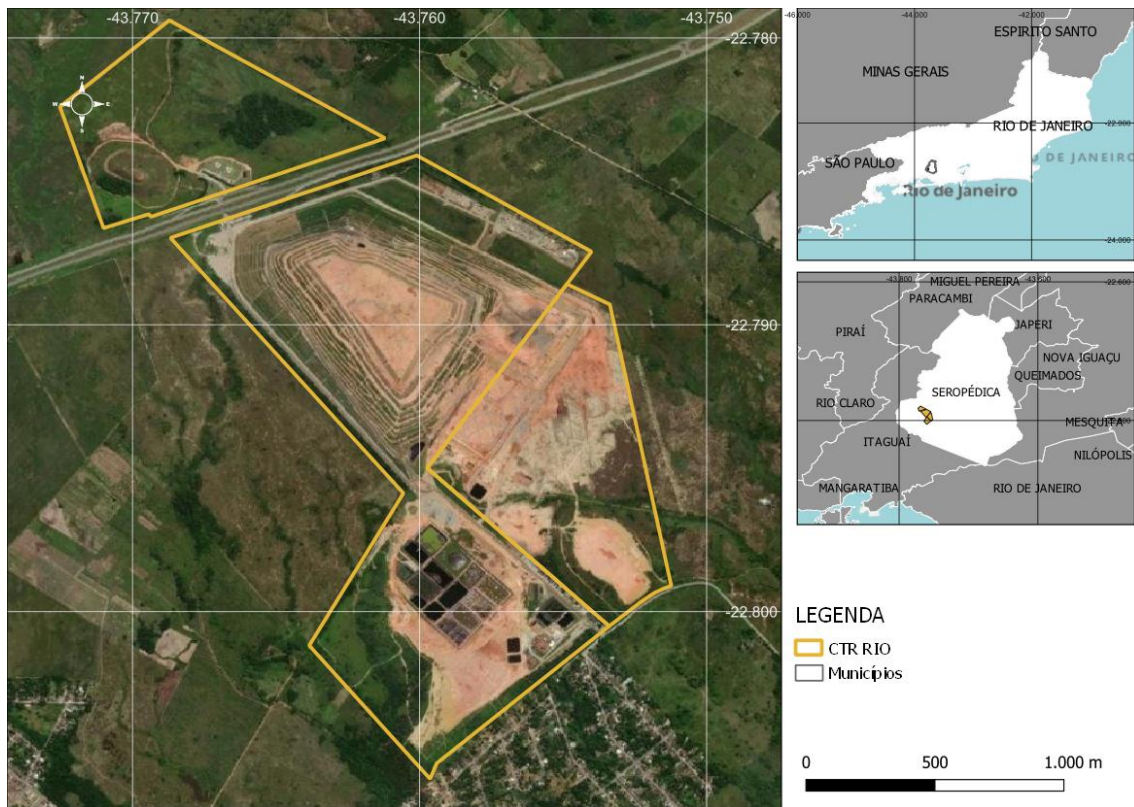 -43.770
-43.760
-43.750
-22.780
-22.790
-22.800
N
W
E
S
-46.000
-44.000
-42.000
ESPIRITO SANTO
MINAS GERAIS
-22.000
RIO DE JANEIRO
SÃO PAULO
O DE JANEIRO
Rio de Janeiro
-24.000
-43.800
-43.600
-22.600
MIGUEL PEREIRA
PARACAMBI
PIRAÍ
JAPERI
NOVA IGUAÇU
QUEIMADOS
SEROPÉDICA
RIO CLARO
MESQUITA
ITAGUAÍ
NILÓPOLIS
MANGARATIBA
RIO DE JANEIRO
LEGENDA
CTR RIO
Municípios
0 500 1.000 m